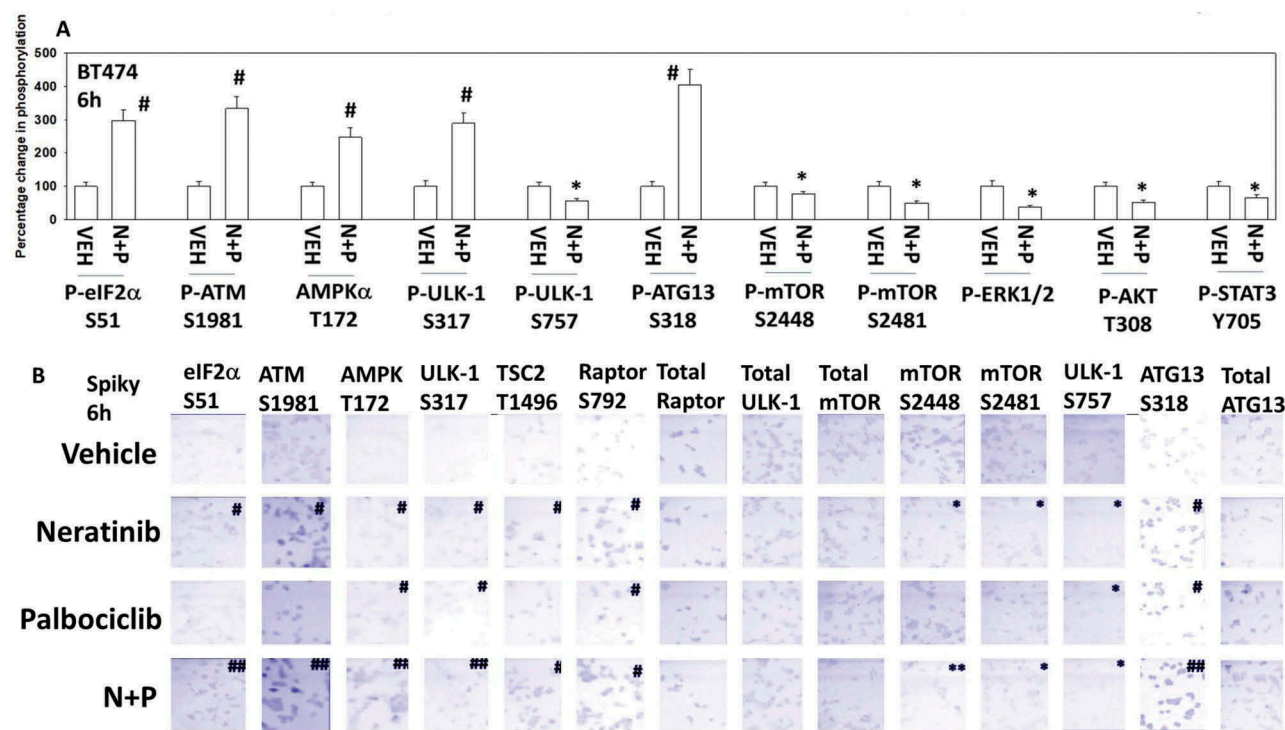 A
Percentage change in phosphorylation
500
400
300
200
100
0
BT474
6h
#
#
#
#
*
#
*
*
*
*
*
VEH N+P VEH N+P VEH N+P VEH N+P VEH N+P VEH N+P VEH N+P VEH N+P VEH N+P VEH N+P VEH N+P
P-eIF2α P-ATM AMPKα P-ULK-1 P-ULK-1 P-ATG13 P-mTOR P-mTOR P-ERK1/2 P-AKT P-STAT3
S51 S1981 T172 S317 S757 S318 S2448 S2481 T308 Y705
B
Spiky
6h
eIF2α ATM AMPK ULK-1 TSC2 Raptor Total Total Total mTOR mTOR ULK-1 ATG13 Total
S51 S1981 T172 S317 T1496 S792 Raptor ULK-1 mTOR S2448 S2481 S757 S318 ATG13
Vehicle
Neratinib # # # # # # * * * #
Palbociclib # # # * #
N+P ## ## ## ## # # ** * * ##